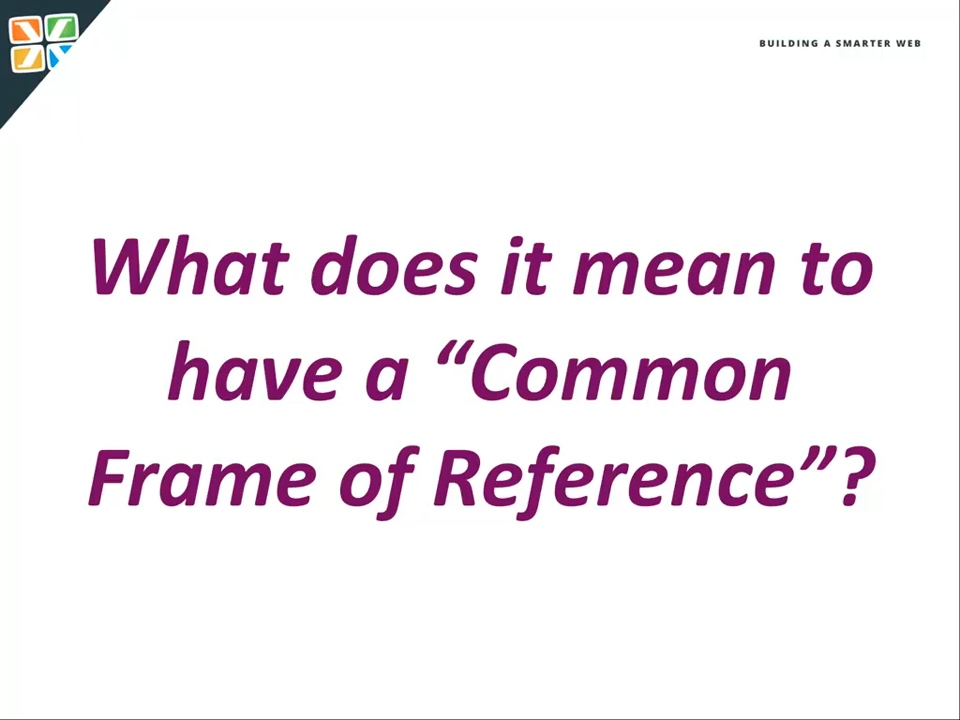 BUILDING A SMARTER WEB
What does it mean to
have a “Common
Frame of Reference”?